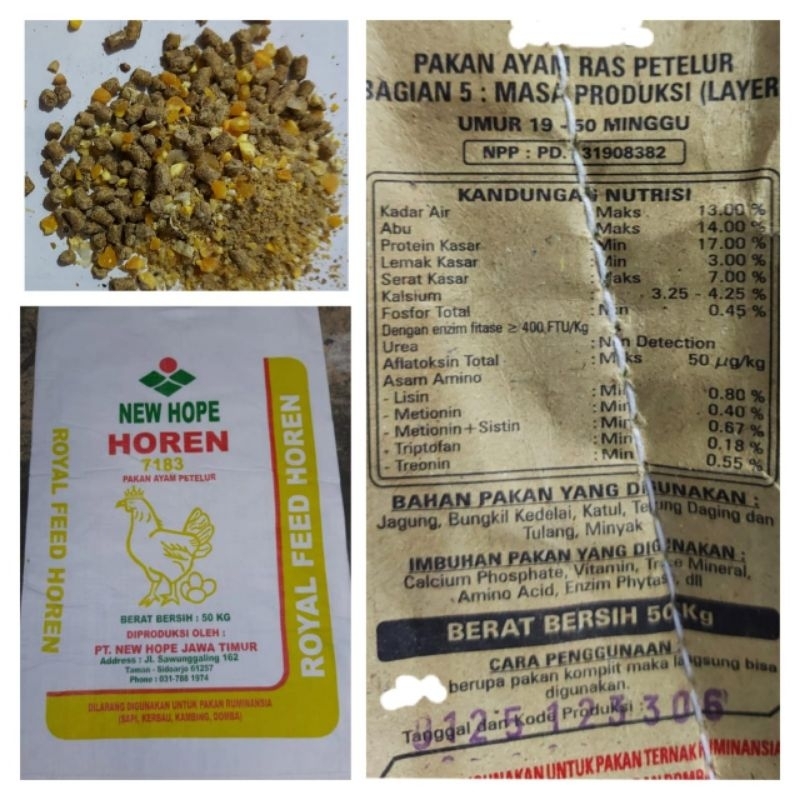 NEW HOPE
HOREN
7183
PAKAN AYAM PETELUR
ROYAL FEED HOREN
ROYAL FEED HOREN
BERAT BERSIH : 50 KG
DIPRODUKSI OLEH :
PT. NEW HOPE JAWA TIMUR
Address : Jl. Sawunggaling 162
Taman - Sidoarjo 61257
Phone : 031-788 1974
DILARANG DIGUNAKAN UNTUK PAKAN RUMINANSIA
(SAPI, KERBAU, KAMBING, DOMBA)
PAKAN AYAM RAS PETELUR
BAGIAN 5 : MASA PRODUKSI (LAYER
UMUR 19 - 50 MINGGU
NPP : PD. 31908382
KANDUNGAN NUTRISI
Kadar Air : Maks 13.00 %
Abu : Maks 14.00 %
Protein Kasar : Min 17.00 %
Lemak Kasar : Min 3.00 %
Serat Kasar : Maks 7.00 %
Kalsium : 3.25 - 4.25 %
Fosfor Total : Min 0.45 %
Dengan enzim fitase ≥ 400 FTU/Kg
Urea : Non Detection
Aflatoksin Total : Maks 50 µg/kg
Asam Amino
- Lisin : Min 0.80 %
- Metionin : Min 0.40 %
- Metionin + Sistin : Min 0.67 %
- Triptofan : Min 0.18 %
- Treonin : Min 0.55 %
BAHAN PAKAN YANG DIGUNAKAN :
Jagung, Bungkil Kedelai, Katul, Tepung Daging dan
Tulang, Minyak
IMBUHAN PAKAN YANG DIGUNAKAN :
Calcium Phosphate, Vitamin, Trace Mineral,
Amino Acid, Enzim Phytase, dll
BERAT BERSIH 50 Kg
CARA PENGGUNAAN
berupa pakan komplit maka langsung bisa
digunakan.
Tanggal dan Kode Produksi :
UNTUK PAKAN TERNAK RUMINANSIA